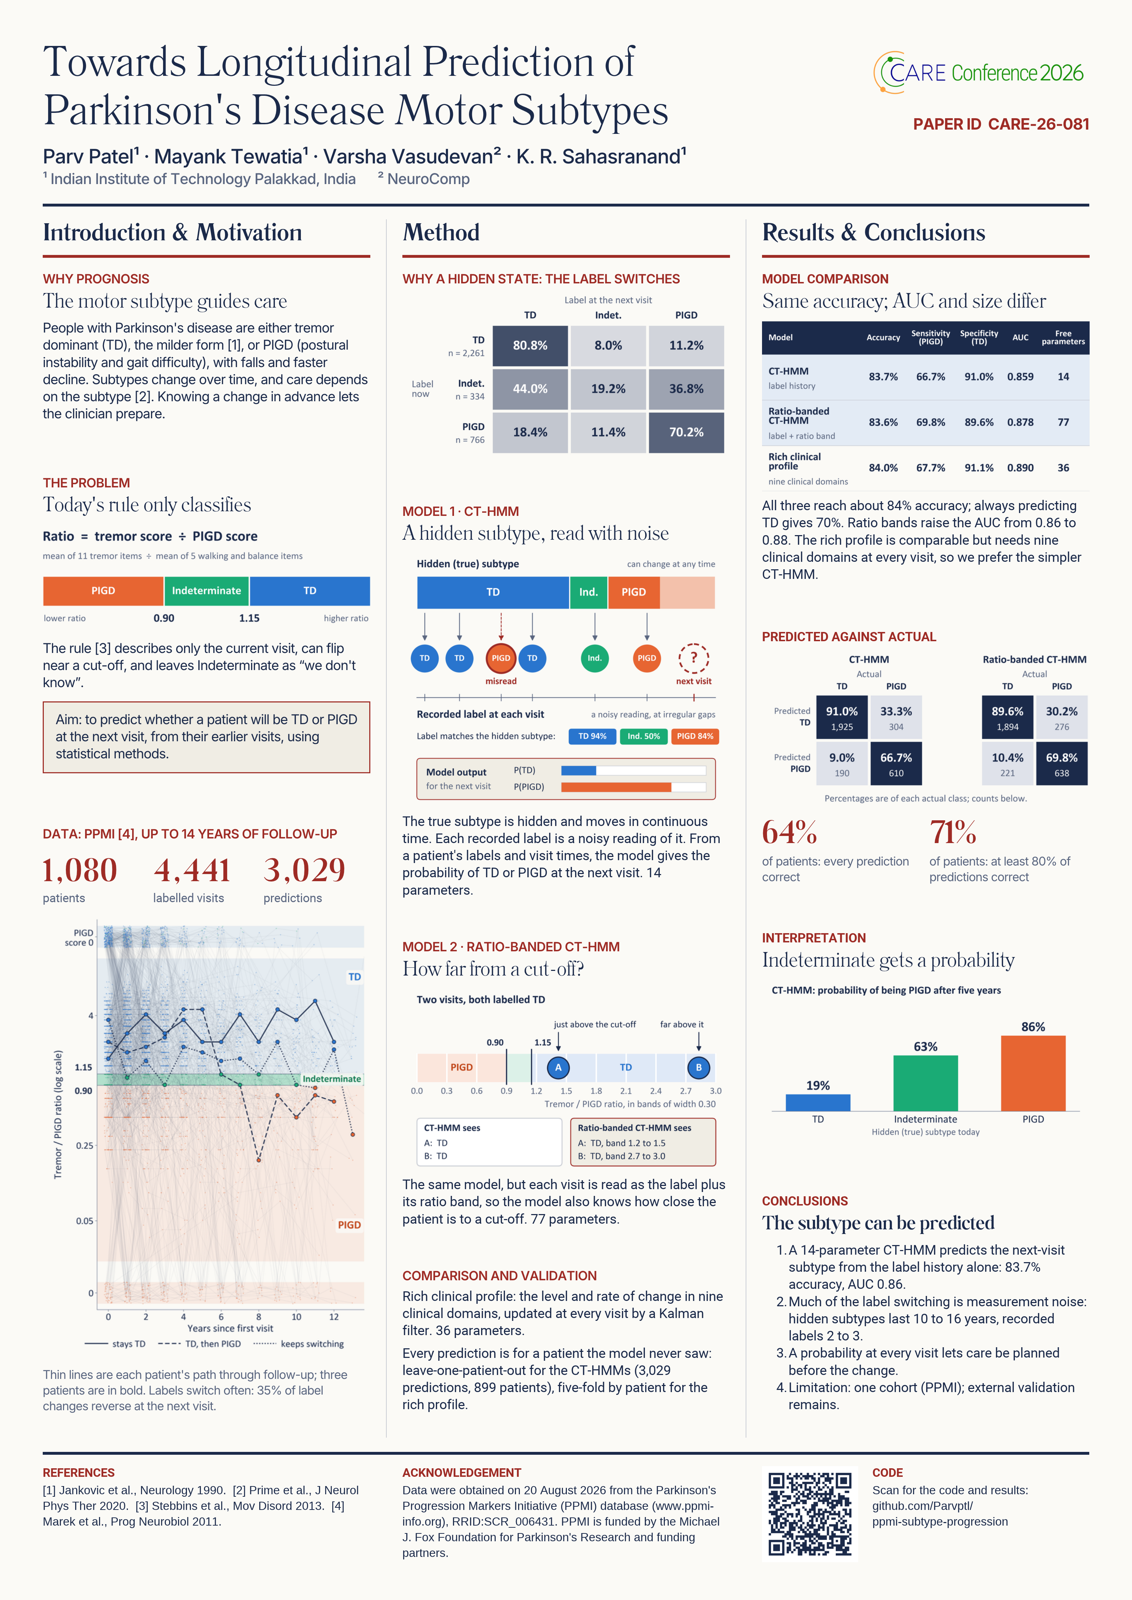 Towards Longitudinal Prediction of
Parkinson's Disease Motor Subtypes
Parv Patel¹ · Mayank Tewatia¹ · Varsha Vasudevan² · K. R. Sahasranand¹
¹ Indian Institute of Technology Palakkad, India ² NeuroComp
CARE Conference 2026
PAPER ID CARE-26-081
Introduction & Motivation
WHY PROGNOSIS
The motor subtype guides care
People with Parkinson's disease are either tremor
dominant (TD), the milder form [1], or PIGD (postural
instability and gait difficulty), with falls and faster
decline. Subtypes change over time, and care depends
on the subtype [2]. Knowing a change in advance lets
the clinician prepare.
THE PROBLEM
Today's rule only classifies
Ratio = tremor score ÷ PIGD score
mean of 11 tremor items ÷ mean of 5 walking and balance items
PIGD Indeterminate TD
lower ratio 0.90 1.15 higher ratio
The rule [3] describes only the current visit, can flip
near a cut-off, and leaves Indeterminate as “we don't
know”.
Aim: to predict whether a patient will be TD or PIGD
at the next visit, from their earlier visits, using
statistical methods.
DATA: PPMI [4], UP TO 14 YEARS OF FOLLOW-UP
1,080 4,441 3,029
patients labelled visits predictions
PIGD
score 0
TD
4
1.15
Indeterminate
0.90
0.25
0.05
PIGD
0
Tremor / PIGD ratio (log scale)
0 2 4 6 8 10 12
Years since first visit
stays TD TD, then PIGD keeps switching
Thin lines are each patient's path through follow-up; three
patients are in bold. Labels switch often: 35% of label
changes reverse at the next visit.
Method
WHY A HIDDEN STATE: THE LABEL SWITCHES
Label at the next visit
TD Indet. PIGD
Label now
TD n = 2,261 80.8% 8.0% 11.2%
Indet. n = 334 44.0% 19.2% 36.8%
PIGD n = 766 18.4% 11.4% 70.2%
MODEL 1 · CT-HMM
A hidden subtype, read with noise
Hidden (true) subtype can change at any time
TD Ind. PIGD
TD TD PIGD TD Ind. PIGD ?
misread next visit
Recorded label at each visit a noisy reading, at irregular gaps
Label matches the hidden subtype: TD 94% Ind. 50% PIGD 84%
Model output P(TD)
for the next visit P(PIGD)
The true subtype is hidden and moves in continuous
time. Each recorded label is a noisy reading of it. From
a patient's labels and visit times, the model gives the
probability of TD or PIGD at the next visit. 14
parameters.
MODEL 2 · RATIO-BANDED CT-HMM
How far from a cut-off?
Two visits, both labelled TD
just above the cut-off far above it
0.90 1.15
PIGD A TD B
0.0 0.3 0.6 0.9 1.2 1.5 1.8 2.1 2.4 2.7 3.0
Tremor / PIGD ratio, in bands of width 0.30
CT-HMM sees
A: TD
B: TD
Ratio-banded CT-HMM sees
A: TD, band 1.2 to 1.5
B: TD, band 2.7 to 3.0
The same model, but each visit is read as the label plus
its ratio band, so the model also knows how close the
patient is to a cut-off. 77 parameters.
COMPARISON AND VALIDATION
Rich clinical profile: the level and rate of change in nine
clinical domains, updated at every visit by a Kalman
filter. 36 parameters.
Every prediction is for a patient the model never saw:
leave-one-patient-out for the CT-HMMs (3,029
predictions, 899 patients), five-fold by patient for the
rich profile.
Results & Conclusions
MODEL COMPARISON
Same accuracy; AUC and size differ
Model Accuracy Sensitivity (PIGD) Specificity (TD) AUC Free parameters
CT-HMM label history 83.7% 66.7% 91.0% 0.859 14
Ratio-banded CT-HMM label + ratio band 83.6% 69.8% 89.6% 0.878 77
Rich clinical profile nine clinical domains 84.0% 67.7% 91.1% 0.890 36
All three reach about 84% accuracy; always predicting
TD gives 70%. Ratio bands raise the AUC from 0.86 to
0.88. The rich profile is comparable but needs nine
clinical domains at every visit, so we prefer the simpler
CT-HMM.
PREDICTED AGAINST ACTUAL
CT-HMM Ratio-banded CT-HMM
Actual Actual
TD PIGD TD PIGD
Predicted TD 91.0% 33.3% 89.6% 30.2%
1,925 304 1,894 276
Predicted PIGD 9.0% 66.7% 10.4% 69.8%
190 610 221 638
Percentages are of each actual class; counts below.
64% 71%
of patients: every prediction
correct
of patients: at least 80% of
predictions correct
INTERPRETATION
Indeterminate gets a probability
CT-HMM: probability of being PIGD after five years
19% 63% 86%
TD Indeterminate PIGD
Hidden (true) subtype today
CONCLUSIONS
The subtype can be predicted
1. A 14-parameter CT-HMM predicts the next-visit
subtype from the label history alone: 83.7%
accuracy, AUC 0.86.
2. Much of the label switching is measurement noise:
hidden subtypes last 10 to 16 years, recorded
labels 2 to 3.
3. A probability at every visit lets care be planned
before the change.
4. Limitation: one cohort (PPMI); external validation
remains.
REFERENCES
[1] Jankovic et al., Neurology 1990. [2] Prime et al., J Neurol
Phys Ther 2020. [3] Stebbins et al., Mov Disord 2013. [4]
Marek et al., Prog Neurobiol 2011.
ACKNOWLEDGEMENT
Data were obtained on 20 August 2026 from the Parkinson's
Progression Markers Initiative (PPMI) database (www.ppmi-
info.org), RRID:SCR_006431. PPMI is funded by the Michael
J. Fox Foundation for Parkinson's Research and funding
partners.
CODE
Scan for the code and results:
github.com/Parvptl/
ppmi-subtype-progression